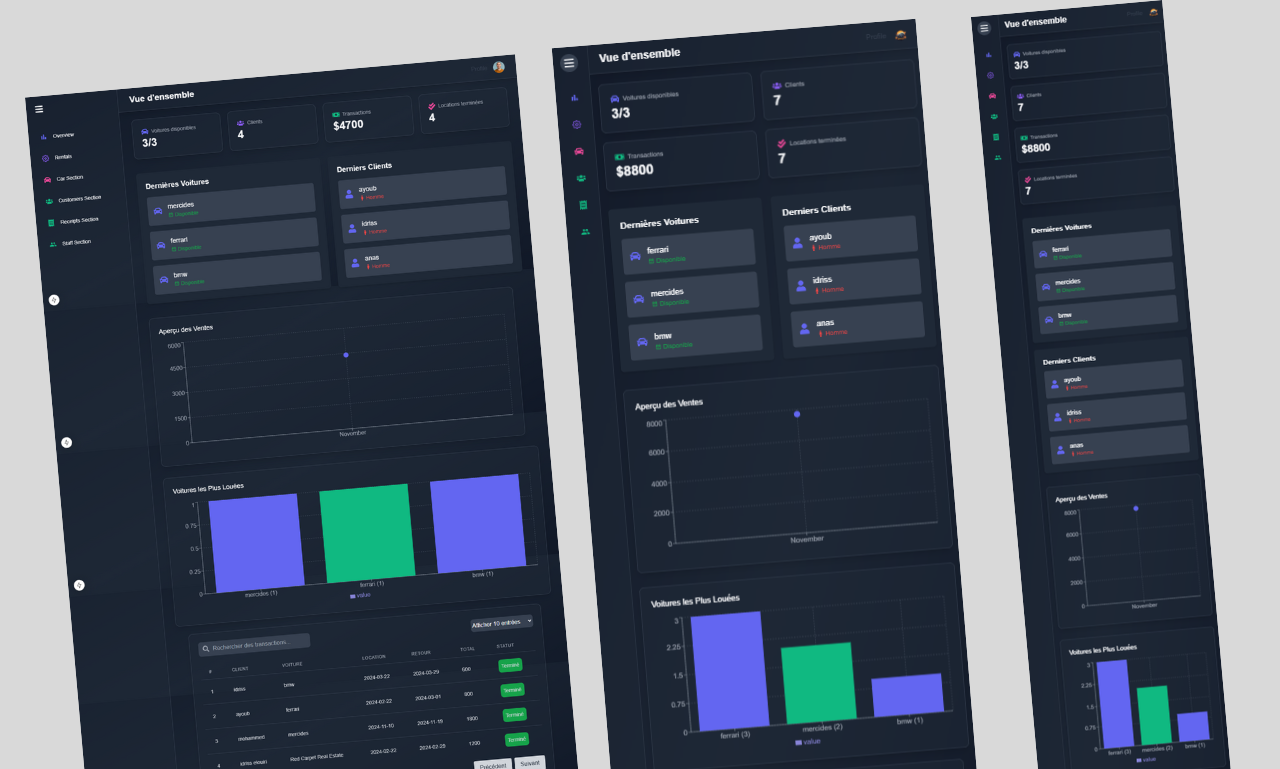 Vue d'ensemble
Overview
Rentals
Car Section
Customers Section
Receipts Section
Staff Section
Voitures disponibles
3/3
Clients
4
Transactions
$4700
Locations terminées
4
Dernières Voitures
mercides
Disponible
ferrari
Disponible
bmw
Disponible
Derniers Clients
ayoub
Homme
idriss
Homme
anas
Homme
Aperçu des Ventes
6000
4500
3000
1500
0
November
Voitures les Plus Louées
1
0.75
0.5
0.25
0
mercides (1)
ferrari (1)
bmw (1)
value
Rechercher des transactions...
Afficher 10 entrées
# CLIENT VOITURE LOCATION RETOUR TOTAL STATUT
1 idriss bmw 2024-03-22 2024-03-29 600 Terminé
2 ayoub ferrari 2024-02-22 2024-03-01 900 Terminé
3 mohammed mercides 2024-11-10 2024-11-19 1800 Terminé
4 idriss eloueri Red Carpet Real Estate 2024-02-22 2024-02-29 1200 Terminé
Précédent Suivant
Vue d'ensemble
Profile
Voitures disponibles
3/3
Clients
7
Transactions
$8800
Locations terminées
7
Dernières Voitures
ferrari
Disponible
mercides
Disponible
bmw
Disponible
Derniers Clients
ayoub
Homme
idriss
Homme
anas
Homme
Aperçu des Ventes
8000
6000
4000
2000
0
November
Voitures les Plus Louées
3
2.25
1.5
0.75
0
ferrari (3)
mercides (2)
bmw (1)
value
Vue d'ensemble
Profile
Voitures disponibles
3/3
Clients
7
Transactions
$8800
Locations terminées
7
Dernières Voitures
ferrari
Disponible
mercides
Disponible
bmw
Disponible
Derniers Clients
ayoub
Homme
idriss
Homme
anas
Homme
Aperçu des Ventes
8000
6000
4000
2000
0
November
Voitures les Plus Louées
3
2.25
1.5
0.75
0
ferrari (3)
mercides (2)
bmw (1)
value